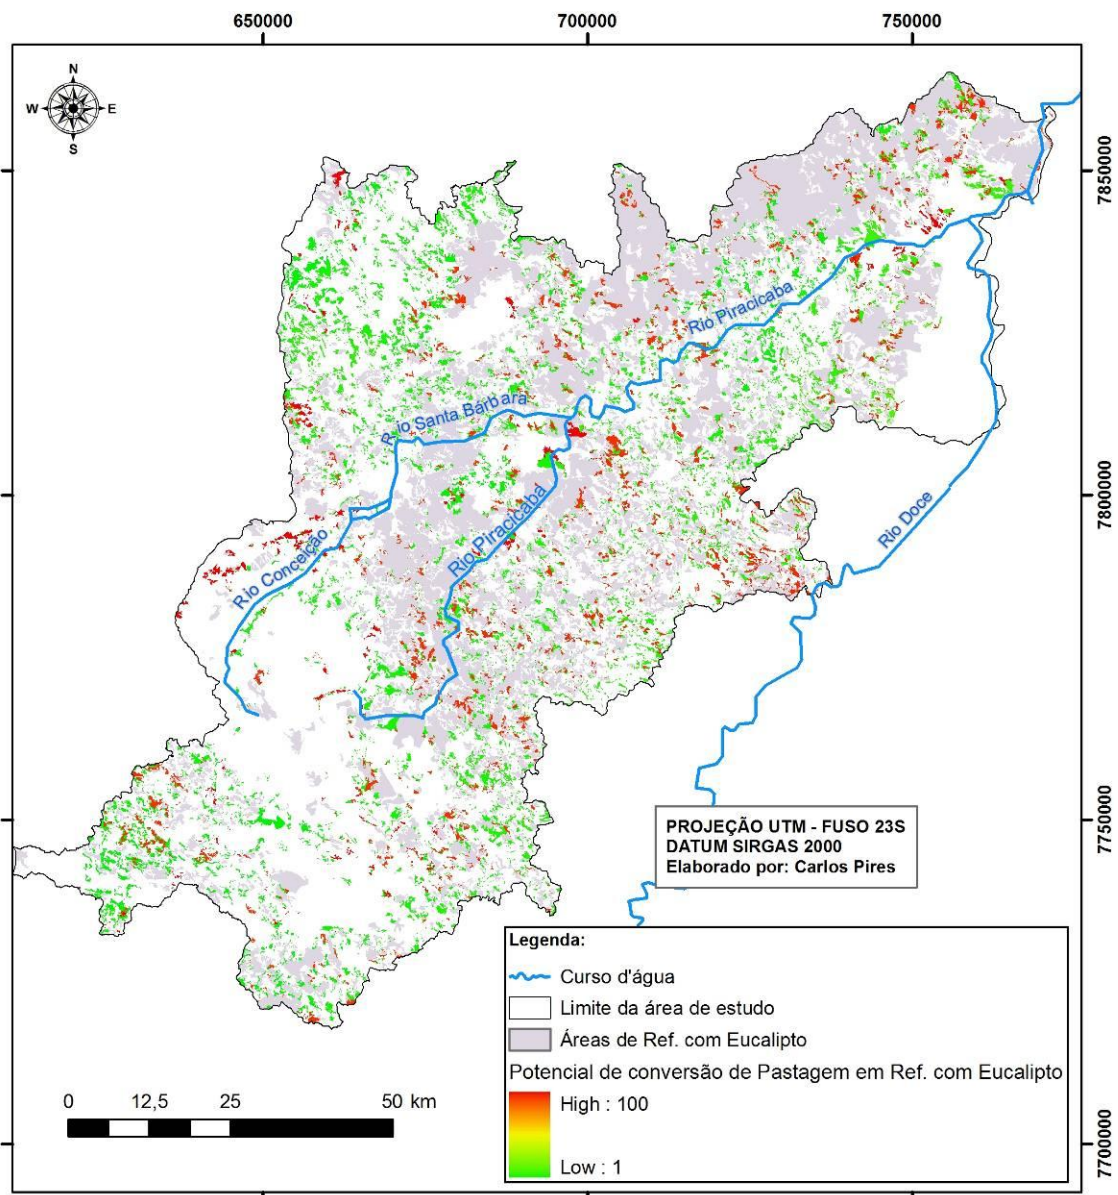 650000 700000 750000
N
W E
S
850000
7850000
Rio Piracicaba
Rio Santa Bárbara
7800000
Rio Doce
Rio Piracicaba
Rio Conceição
PROJEÇÃO UTM - FUSO 23S
DATUM SIRGAS 2000
Elaborado por: Carlos Pires
7750000
Legenda:
Curso d'água
Limite da área de estudo
Áreas de Ref. com Eucalipto
Potencial de conversão de Pastagem em Ref. com Eucalipto
High : 100
Low : 1
0 12,5 25 50 km
7700000